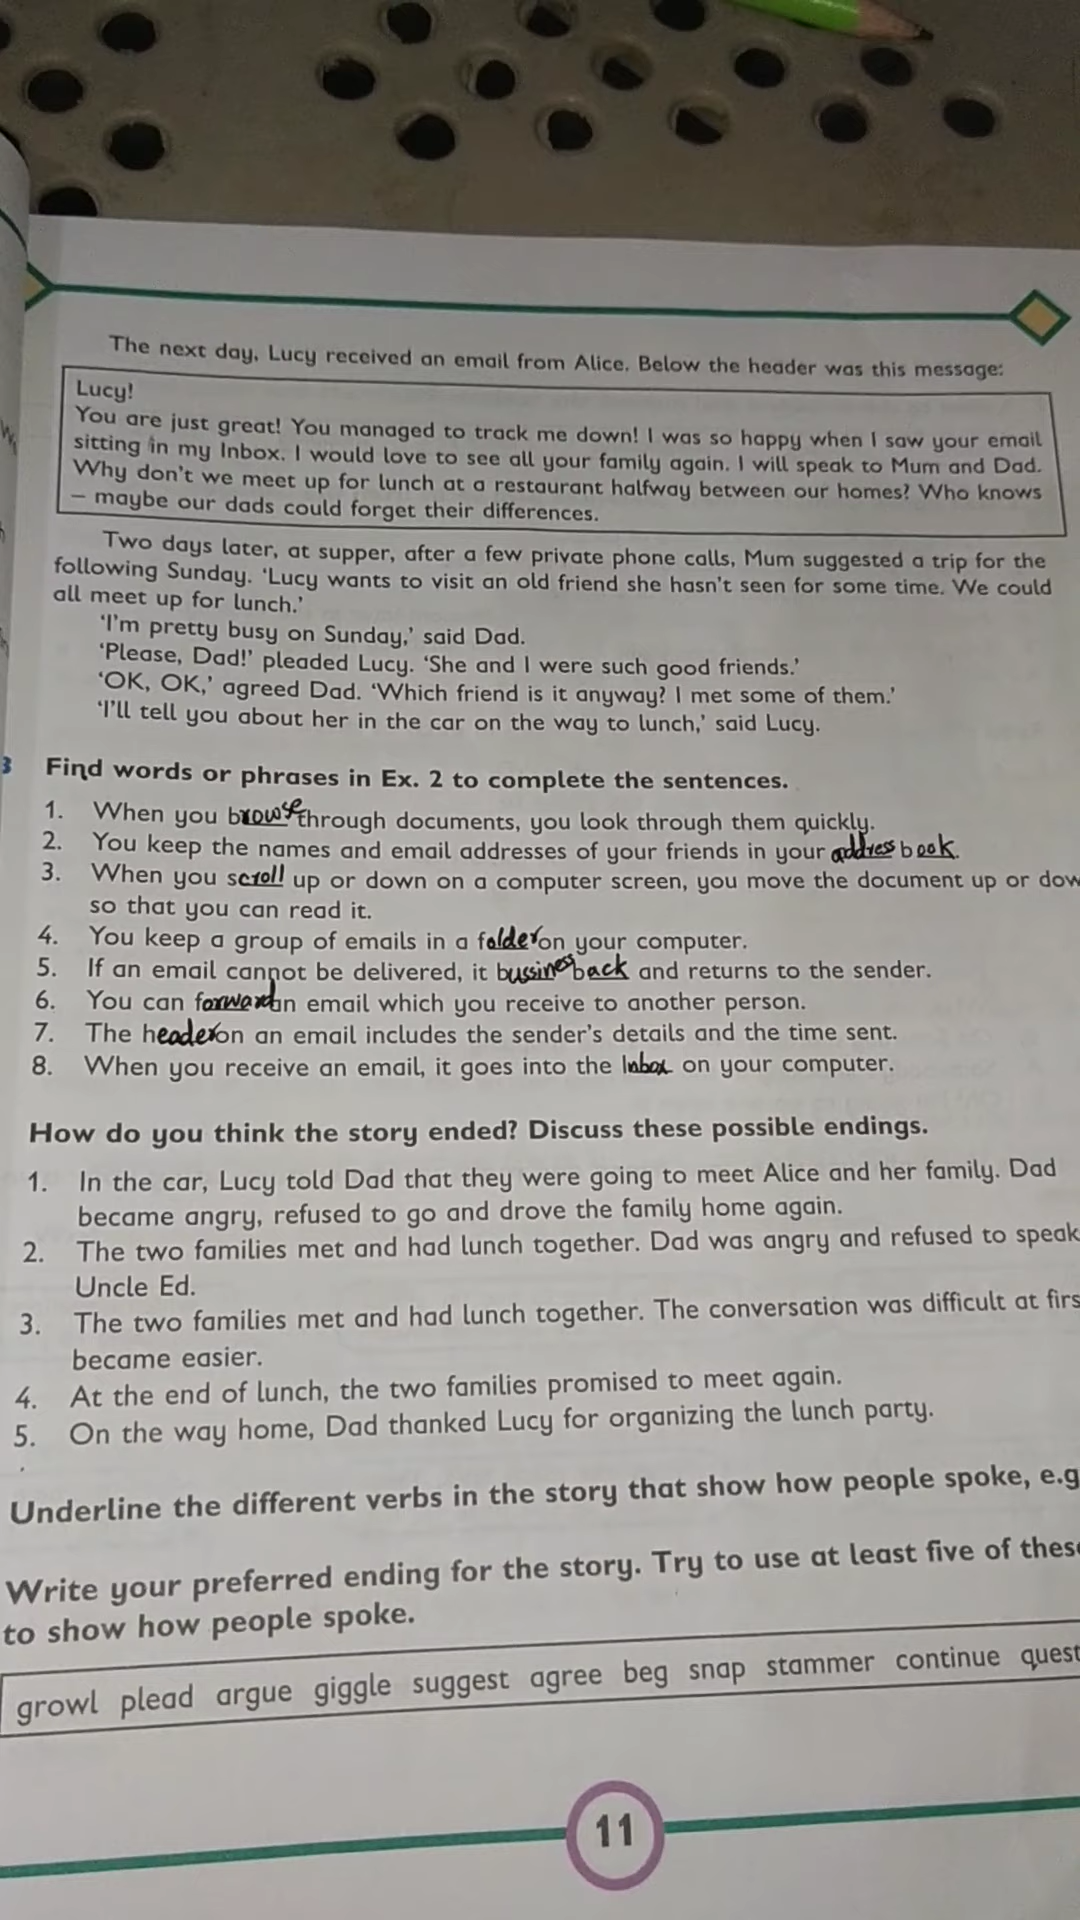 The next day, Lucy received an email from Alice. Below the header was this message:
Lucy!
You are just great! You managed to track me down! I was so happy when I saw your email
sitting in my Inbox. I would love to see all your family again. I will speak to Mum and Dad.
Why don't we meet up for lunch at a restaurant halfway between our homes? Who knows
– maybe our dads could forget their differences.
Two days later, at supper, after a few private phone calls, Mum suggested a trip for the
following Sunday. 'Lucy wants to visit an old friend she hasn't seen for some time. We could
all meet up for lunch.'
'I'm pretty busy on Sunday,' said Dad.
'Please, Dad!' pleaded Lucy. 'She and I were such good friends.'
'OK, OK,' agreed Dad. 'Which friend is it anyway? I met some of them.'
'I'll tell you about her in the car on the way to lunch,' said Lucy.
3 Find words or phrases in Ex. 2 to complete the sentences.
1. When you browse through documents, you look through them quickly.
2. You keep the names and email addresses of your friends in your address book.
3. When you scroll up or down on a computer screen, you move the document up or dow
so that you can read it.
4. You keep a group of emails in a folder on your computer.
5. If an email cannot be delivered, it bussiness back and returns to the sender.
6. You can forward an email which you receive to another person.
7. The header on an email includes the sender's details and the time sent.
8. When you receive an email, it goes into the Inbox on your computer.
How do you think the story ended? Discuss these possible endings.
1. In the car, Lucy told Dad that they were going to meet Alice and her family. Dad
became angry, refused to go and drove the family home again.
2. The two families met and had lunch together. Dad was angry and refused to speak
Uncle Ed.
3. The two families met and had lunch together. The conversation was difficult at firs
became easier.
4. At the end of lunch, the two families promised to meet again.
5. On the way home, Dad thanked Lucy for organizing the lunch party.
Underline the different verbs in the story that show how people spoke, e.g
Write your preferred ending for the story. Try to use at least five of these
to show how people spoke.
growl plead argue giggle suggest agree beg snap stammer continue quest
11